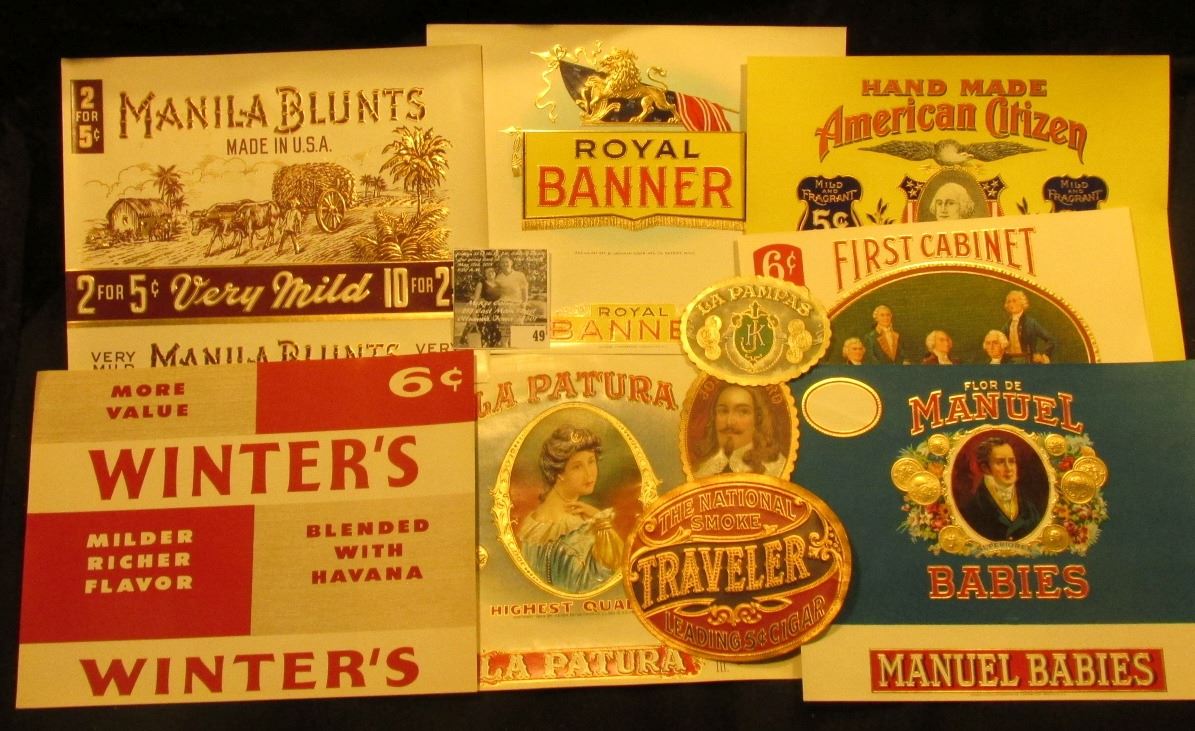 2
FOR
5¢
MANILA BLUNTS
MADE IN U.S.A.
2 FOR 5¢ Very Mild 10 FOR 2
VERY
MILD
MANILA BLUNTS
VERY
ROYAL
BANNER
ROYAL
BANNE
49
HAND MADE
American Citizen
MILD
AND
FRAGRANT
5¢
MILD
AND
FRAGRANT
6¢
FIRST CABINET
LA PAMPAS
JK
MORE
VALUE
6¢
WINTER'S
MILDER
RICHER
FLAVOR
BLENDED
WITH
HAVANA
WINTER'S
LA PATURA
HIGHEST QUAL
LA PATURA
THE NATIONAL
SMOKE
TRAVELER
LEADING 5¢ CIGAR
FLOR DE
MANUEL
SUPERIORES
BABIES
MANUEL BABIES